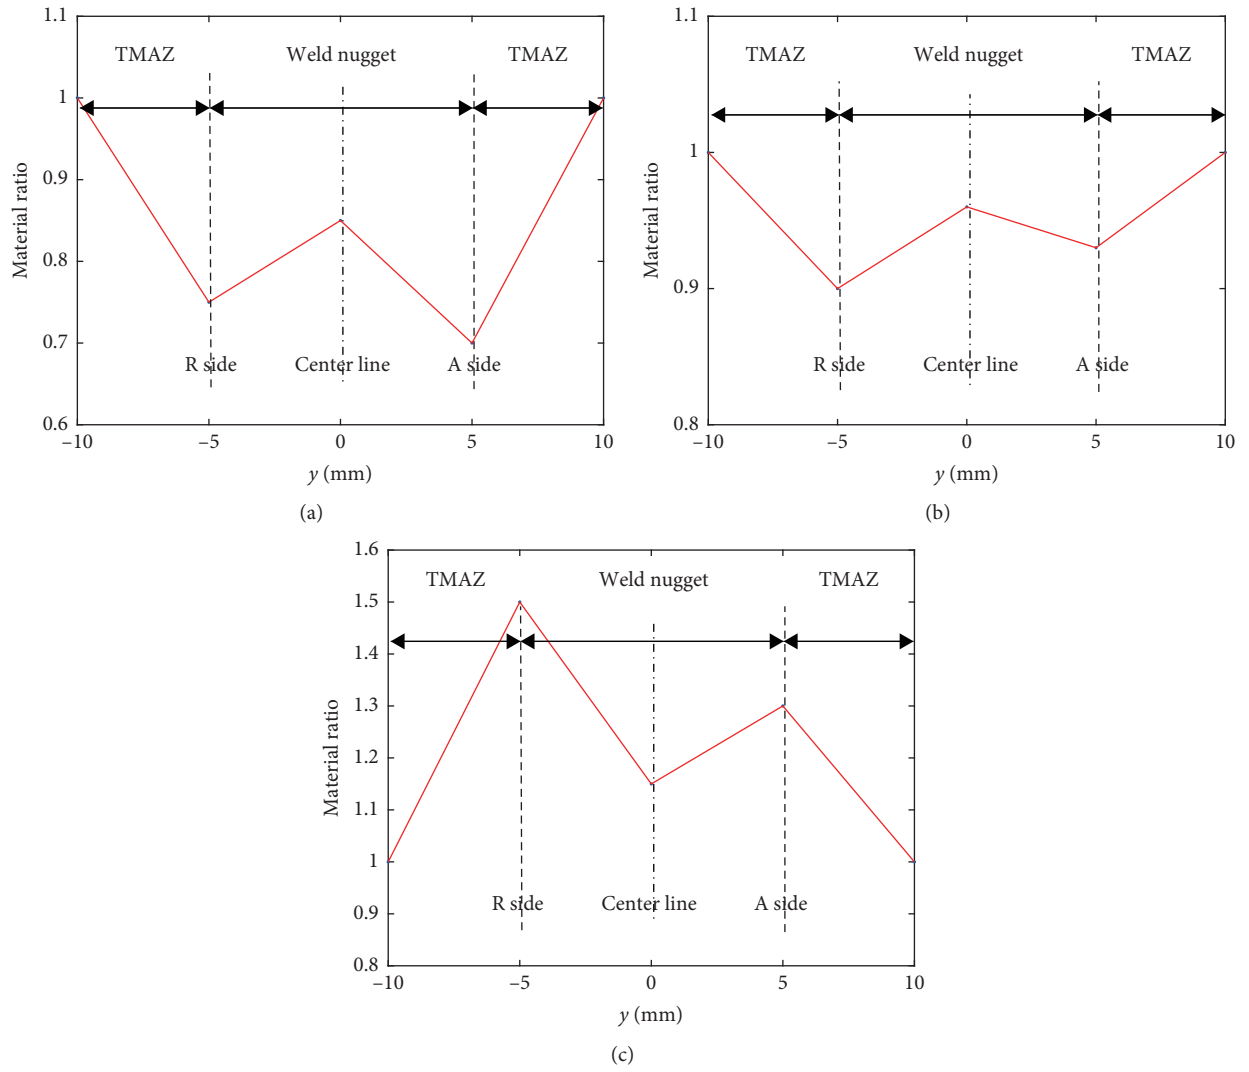 1.1
TMAZ
Weld nugget
TMAZ
1
0.9
0.8
0.7
0.6
Material ratio
R side
Center line
A side
−10
−5
0
5
10
y (mm)
(a)
1.1
TMAZ
Weld nugget
TMAZ
1
0.9
0.8
Material ratio
R side
Center line
A side
−10
−5
0
5
10
y (mm)
(b)
1.6
TMAZ
Weld nugget
TMAZ
1.5
1.4
1.3
1.2
1.1
1
0.9
0.8
Material ratio
R side
Center line
A side
−10
−5
0
5
10
y (mm)
(c)